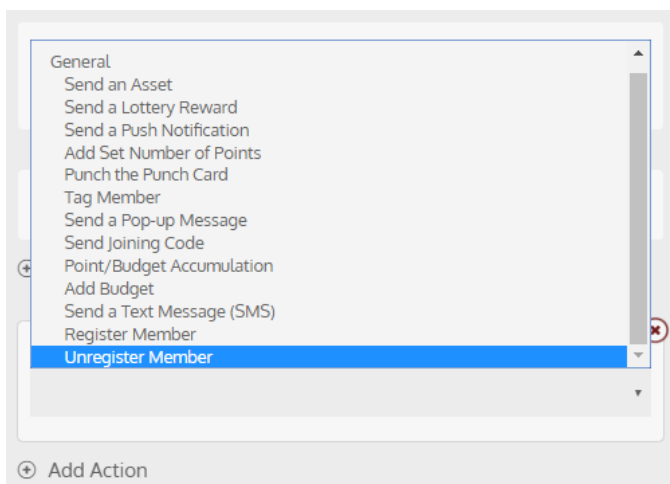 General
Send an Asset
Send a Lottery Reward
Send a Push Notification
Add Set Number of Points
Punch the Punch Card
Tag Member
Send a Pop-up Message
Send Joining Code
Point/Budget Accumulation
Add Budget
Send a Text Message (SMS)
Register Member
Unregister Member
Add Action